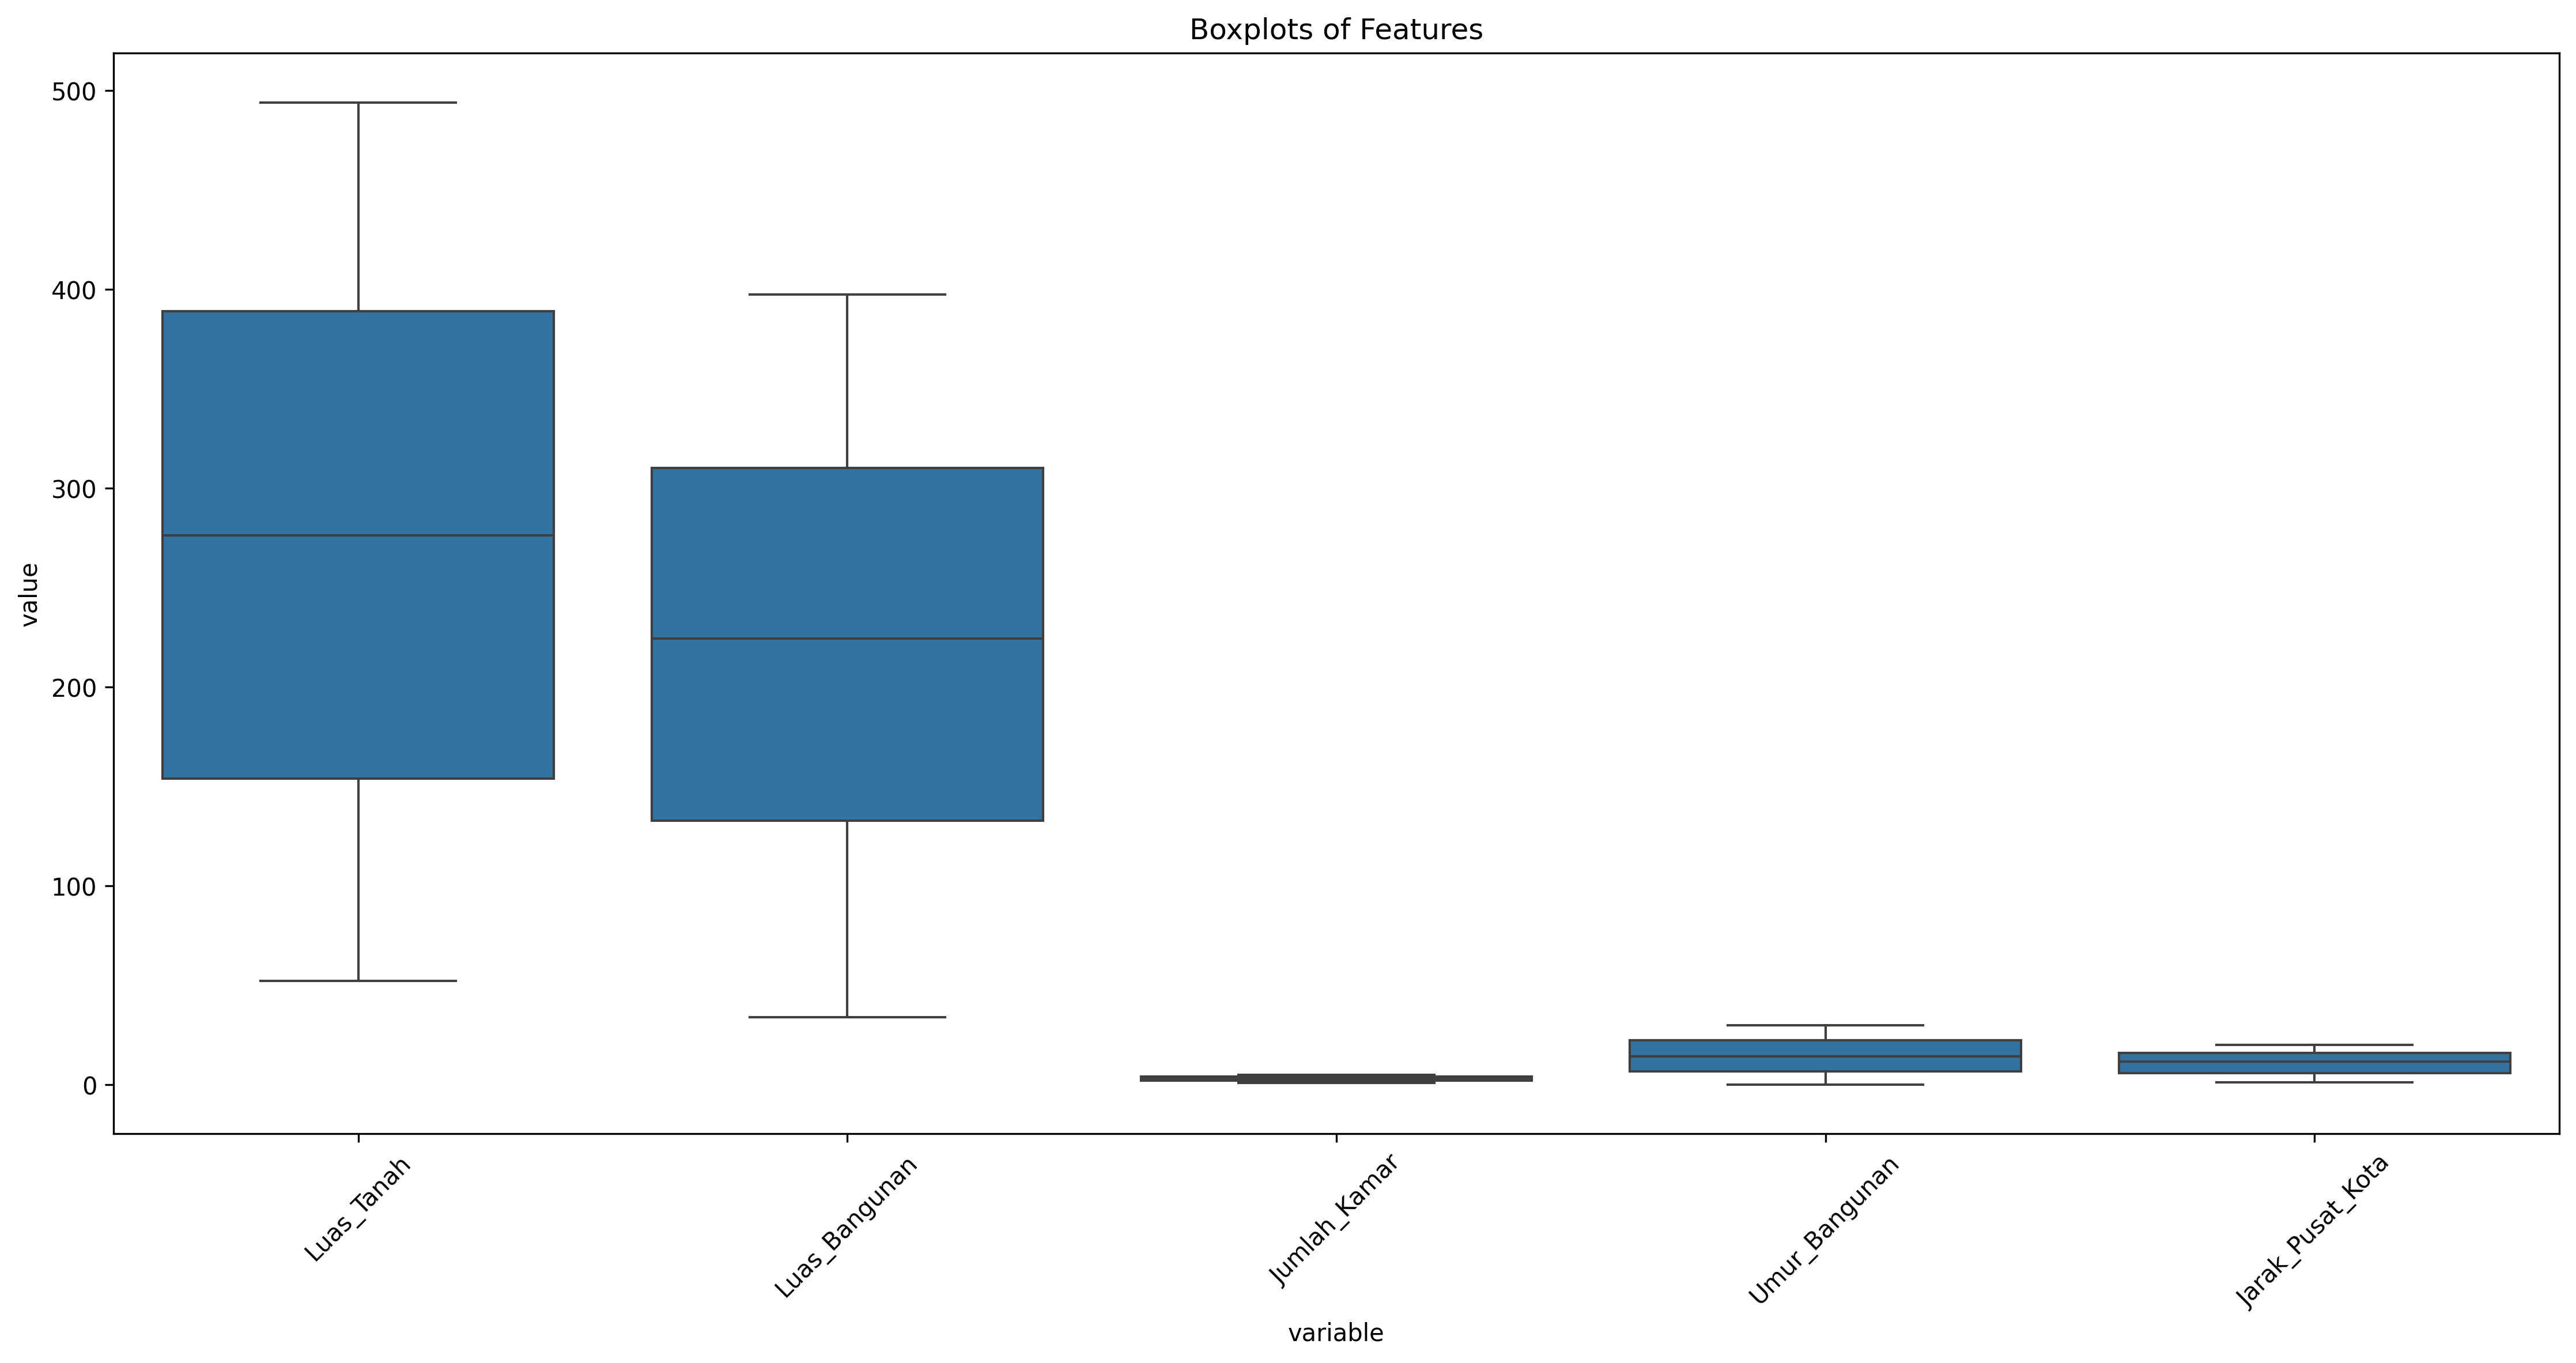 Boxplots of Features
value
500
400
300
200
100
0
Luas_Tanah
Luas_Bangunan
Jumlah_Kamar
Umur_Bangunan
Jarak_Pusat_Kota
variable